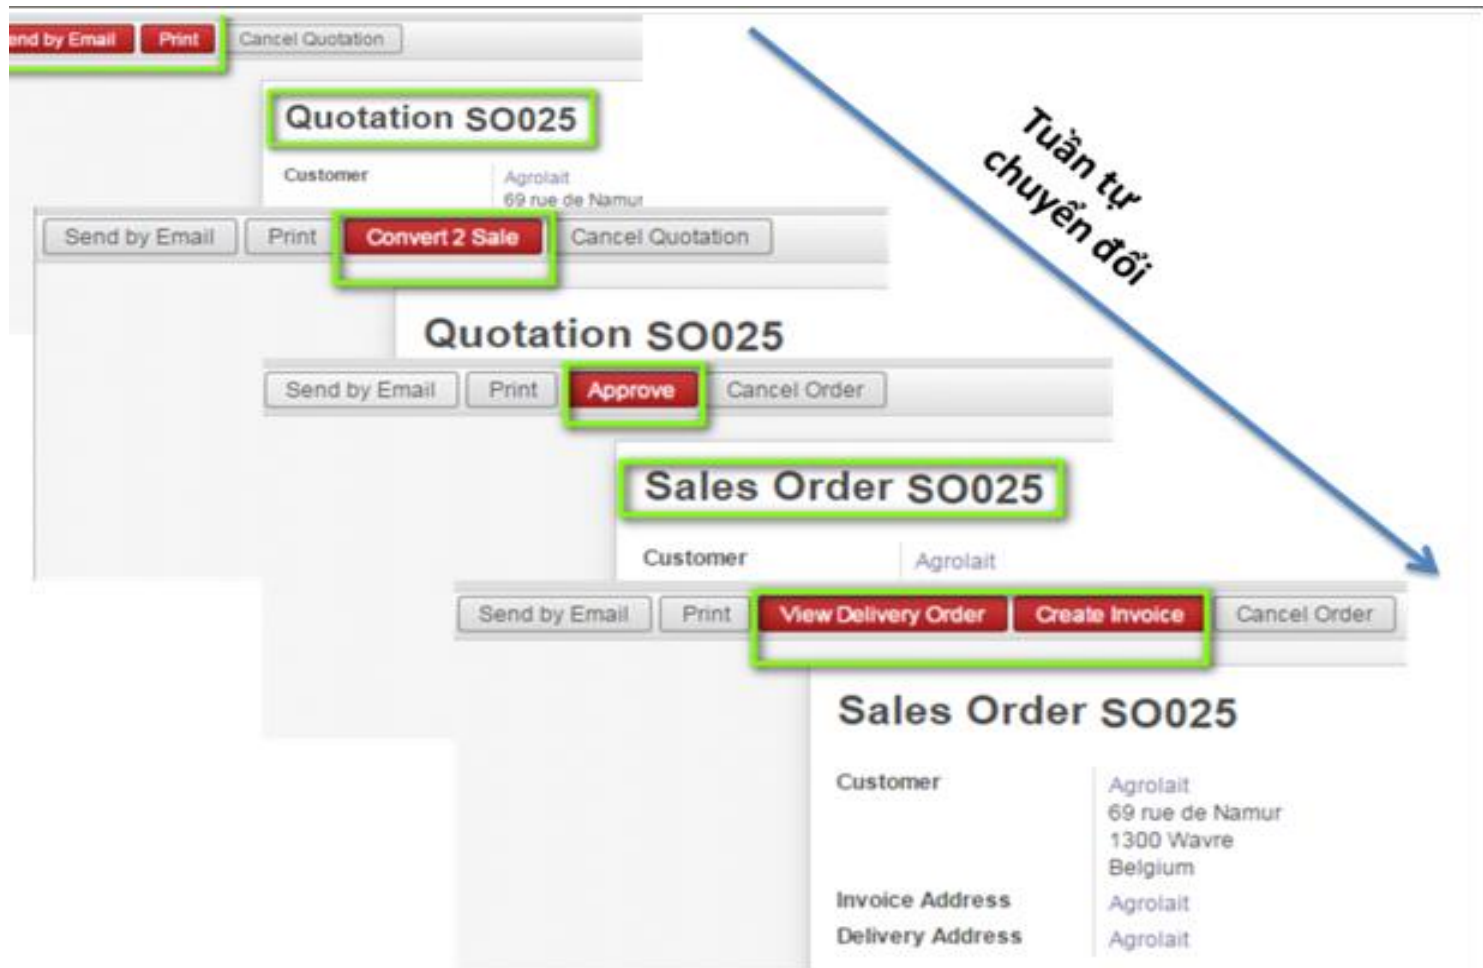 end by Email Print Cancel Quotation
Quotation SO025
Customer Agrolait
69 rue de Namur
Tuần tự
chuyển đổi
Send by Email Print Convert 2 Sale Cancel Quotation
Quotation SO025
Send by Email Print Approve Cancel Order
Sales Order SO025
Customer Agrolait
Send by Email Print View Delivery Order Create Invoice Cancel Order
Sales Order SO025
Customer Agrolait
69 rue de Namur
1300 Wavre
Belgium
Invoice Address Agrolait
Delivery Address Agrolait